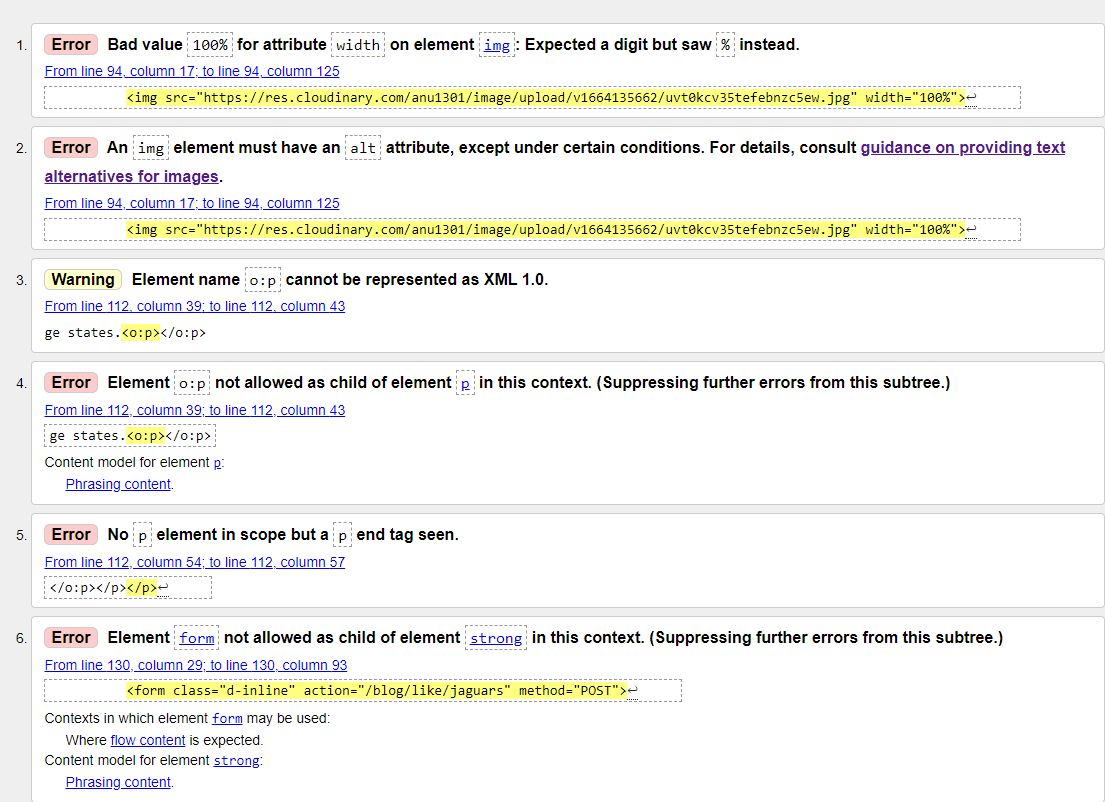 1. Error Bad value 100% for attribute width on element img: Expected a digit but saw % instead.
From line 94, column 17; to line 94, column 125
<img src="https://res.cloudinary.com/anu1301/image/upload/v1664135662/uvt0kcv35tefebnzc5ew.jpg" width="100%">↩
2. Error An img element must have an alt attribute, except under certain conditions. For details, consult guidance on providing text
alternatives for images.
From line 94, column 17; to line 94, column 125
<img src="https://res.cloudinary.com/anu1301/image/upload/v1664135662/uvt0kcv35tefebnzc5ew.jpg" width="100%">↩
3. Warning Element name o:p cannot be represented as XML 1.0.
From line 112, column 39; to line 112, column 43
ge states.<o:p></o:p>
4. Error Element o:p not allowed as child of element p in this context. (Suppressing further errors from this subtree.)
From line 112, column 39; to line 112, column 43
ge states.<o:p></o:p>
Content model for element p:
Phrasing content.
5. Error No p element in scope but a p end tag seen.
From line 112, column 54; to line 112, column 57
</o:p></p></p>↩
6. Error Element form not allowed as child of element strong in this context. (Suppressing further errors from this subtree.)
From line 130, column 29; to line 130, column 93
<form class="d-inline" action="/blog/like/jaguars" method="POST">↩
Contexts in which element form may be used:
Where flow content is expected.
Content model for element strong:
Phrasing content.